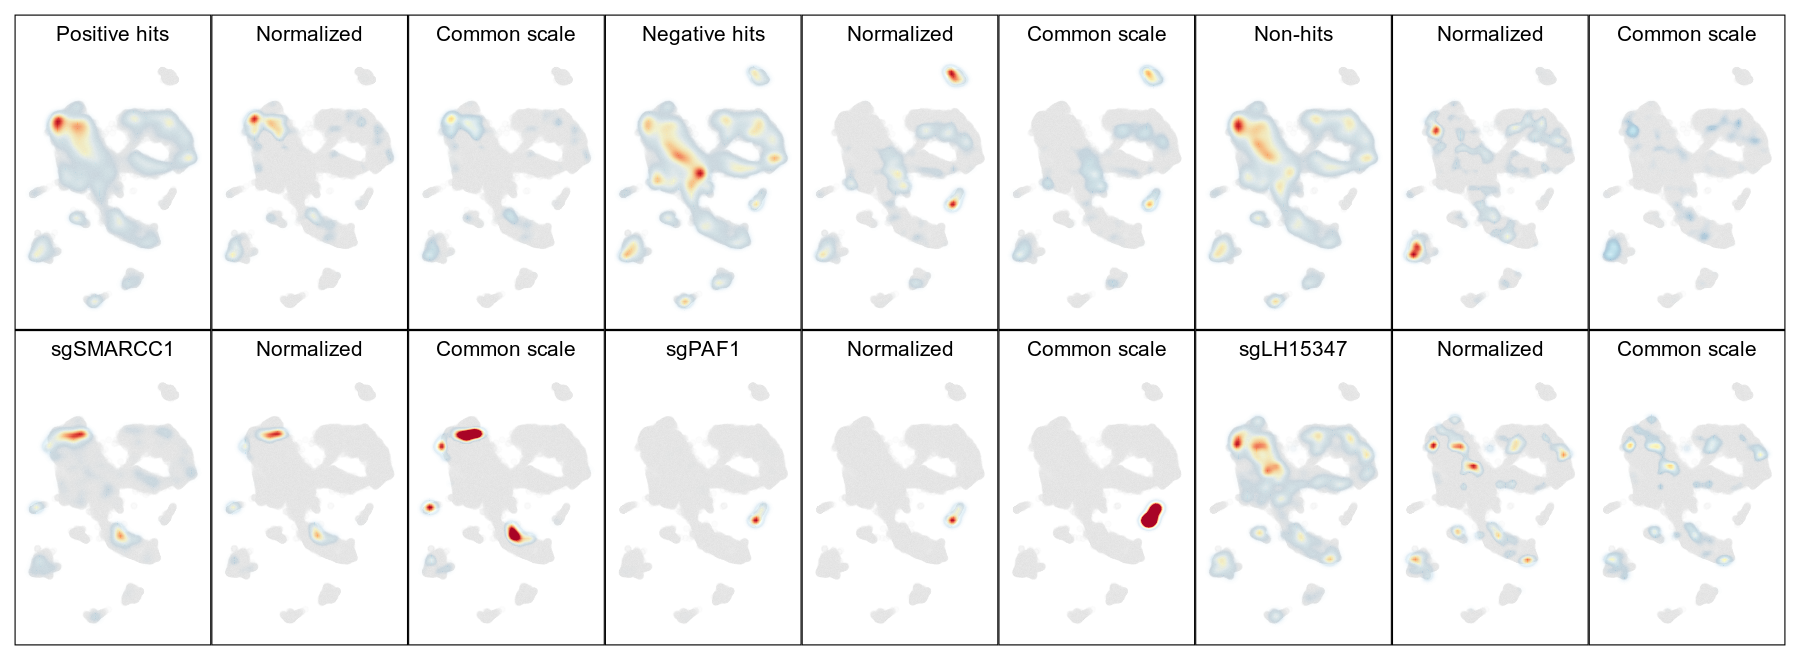 Positive hits
Normalized
Common scale
Negative hits
Normalized
Common scale
Non-hits
Normalized
Common scale
sgSMARCC1
Normalized
Common scale
sgPAF1
Normalized
Common scale
sgLH15347
Normalized
Common scale